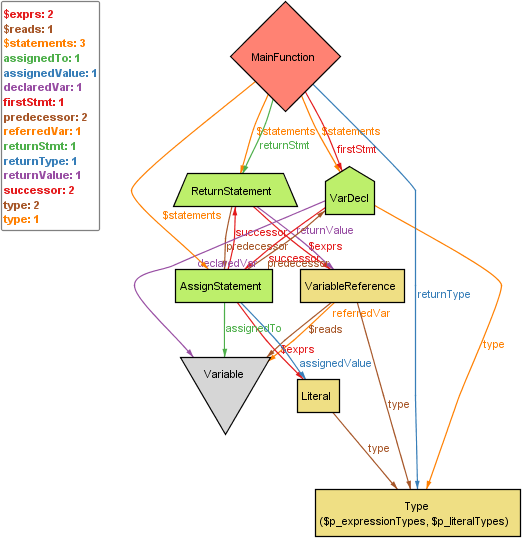 $exprs: 2
$reads: 1
$statements: 3
assignedTo: 1
assignedValue: 1
declaredVar: 1
firstStmt: 1
predecessor: 2
referredVar: 1
returnStmt: 1
returnType: 1
returnValue: 1
successor: 2
type: 2
type: 1
MainFunction
$statements
$statements
returnStmt
firstStmt
ReturnStatement
VarDecl
$statements
successor
returnValue
predecessor
$exprs
successor
declaredVar
predecessor
AssignStatement
VariableReference
returnType
referredVar
assignedTo
$reads
type
$exprs
assignedValue
Variable
Literal
type
type
Type
($p_expressionTypes, $p_literalTypes)